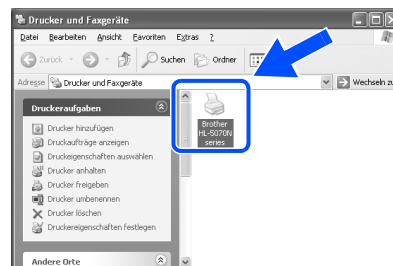 Drucker und Faxgeräte
Datei Bearbeiten Ansicht Favoriten Extras ?
Zurück Suchen Ordner
Adresse Drucker und Faxgeräte Wechseln zu
Druckeraufgaben
Drucker hinzufügen
Druckaufträge anzeigen
Druckeigenschaften auswählen
Drucker anhalten
Drucker freigeben
Drucker umbenennen
Drucker löschen
Druckereigenschaften festlegen
Andere Orte
Brother
HL-5070N
series